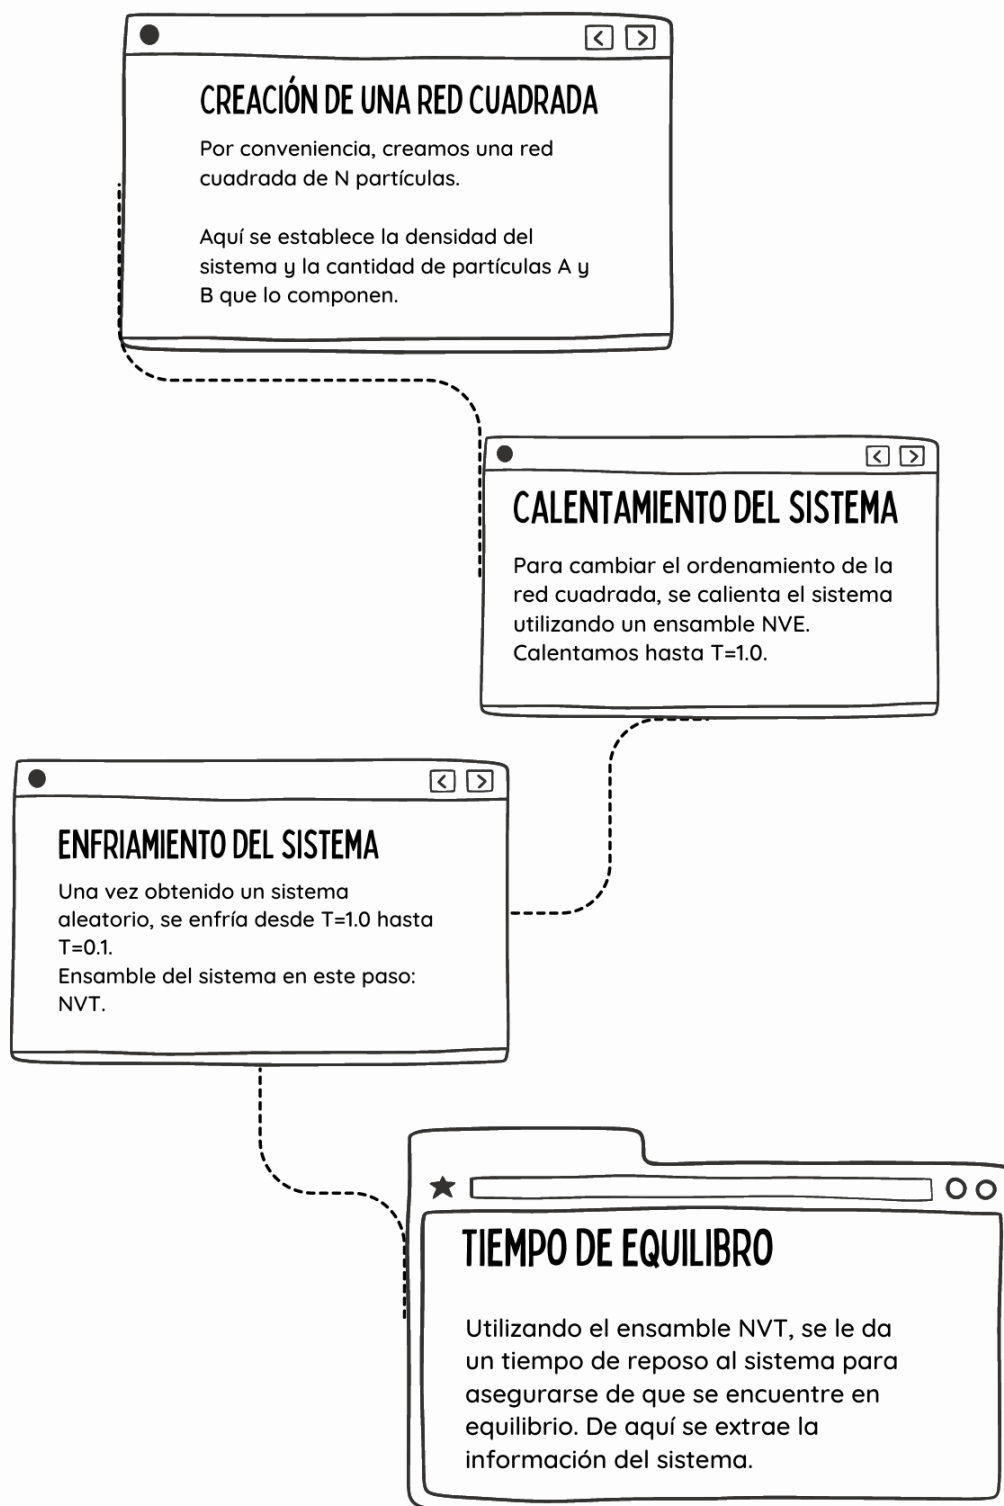 CREACIÓN DE UNA RED CUADRADA
Por conveniencia, creamos una red
cuadrada de N partículas.
Aquí se establece la densidad del
sistema y la cantidad de partículas A y
B que lo componen.
CALENTAMIENTO DEL SISTEMA
Para cambiar el ordenamiento de la
red cuadrada, se calienta el sistema
utilizando un ensamble NVE.
Calentamos hasta T=1.0.
ENFRIAMIENTO DEL SISTEMA
Una vez obtenido un sistema
aleatorio, se enfría desde T=1.0 hasta
T=0.1.
Ensamble del sistema en este paso:
NVT.
TIEMPO DE EQUILIBRO
Utilizando el ensamble NVT, se le da
un tiempo de reposo al sistema para
asegurarse de que se encuentre en
equilibrio. De aquí se extrae la
información del sistema.